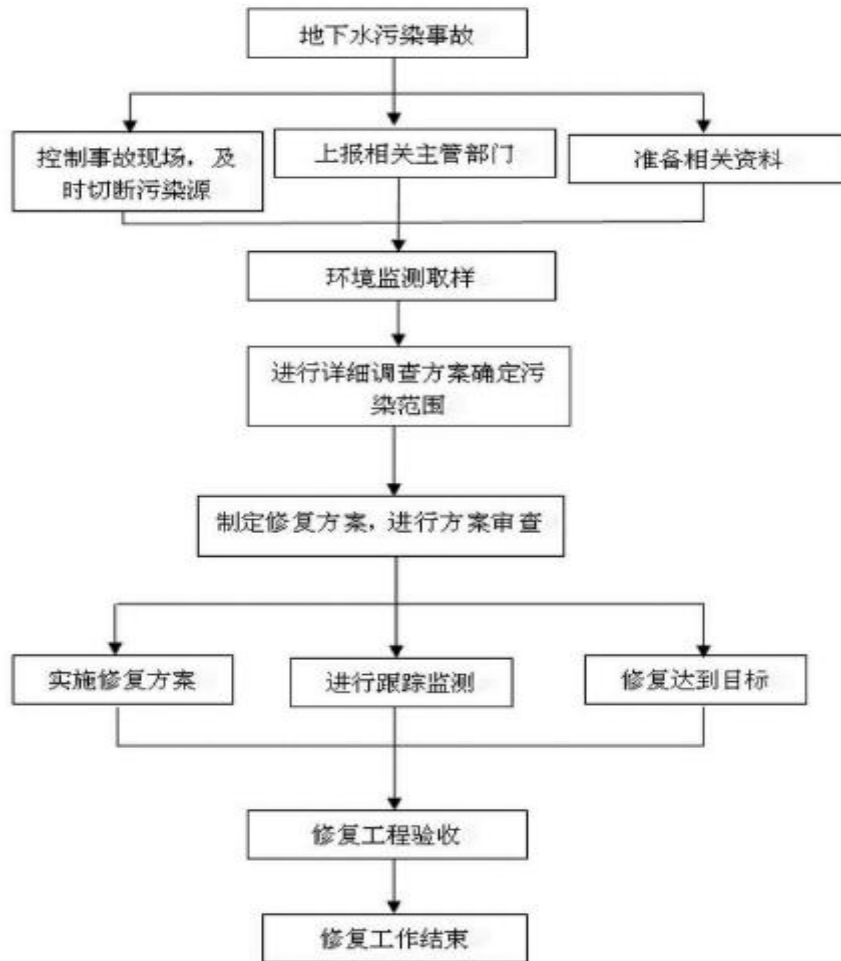 地下水污染事故
控制事故现场，及
时切断污染源
上报相关主管部门
准备相关资料
环境监测取样
进行详细调查方案确定污
染范围
制定修复方案，进行方案审查
实施修复方案
进行跟踪监测
修复达到目标
修复工程验收
修复工作结束